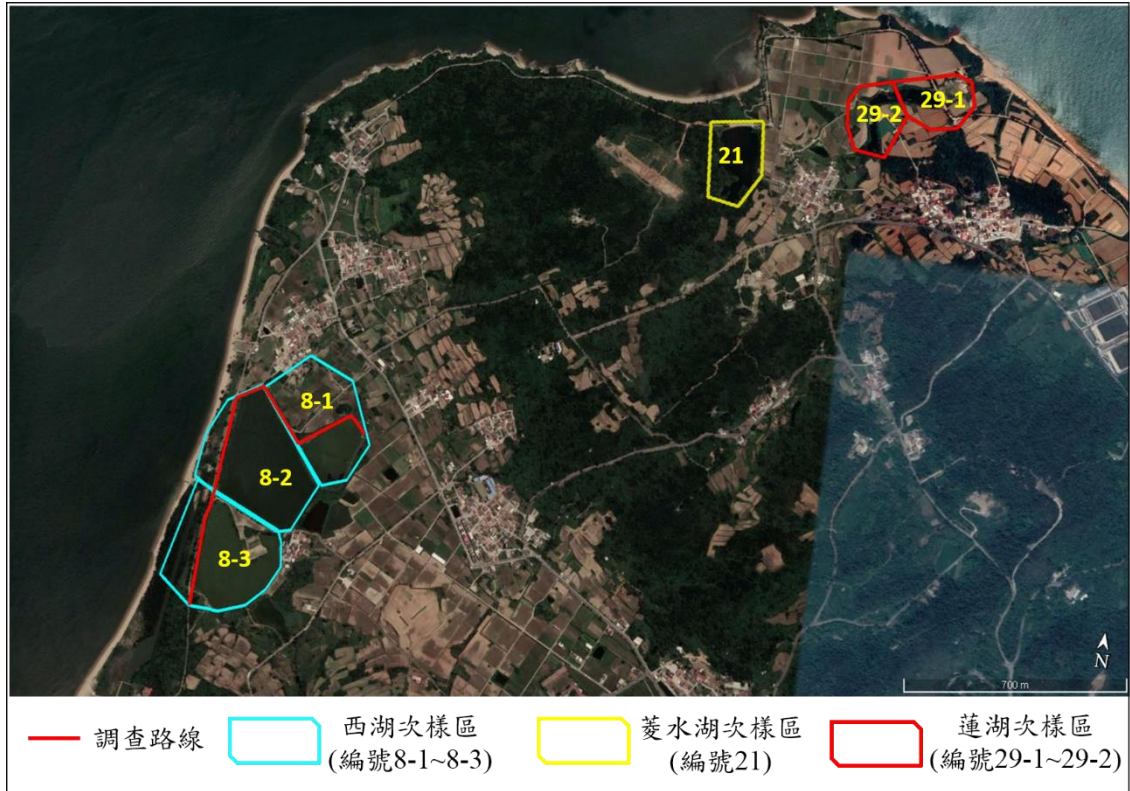 29-1
29-2
21
8-1
8-2
8-3
N
700 m
調查路線
西湖次樣區
(編號8-1~8-3)
菱水湖次樣區
(編號21)
蓮湖次樣區
(編號29-1~29-2)